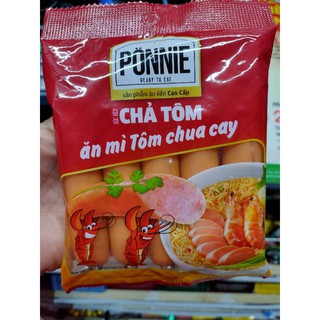 PONNIE
READY TO EAT
sản phẩm ăn liền Cao Cấp
CHẢ TÔM
ăn mì Tôm chua cay